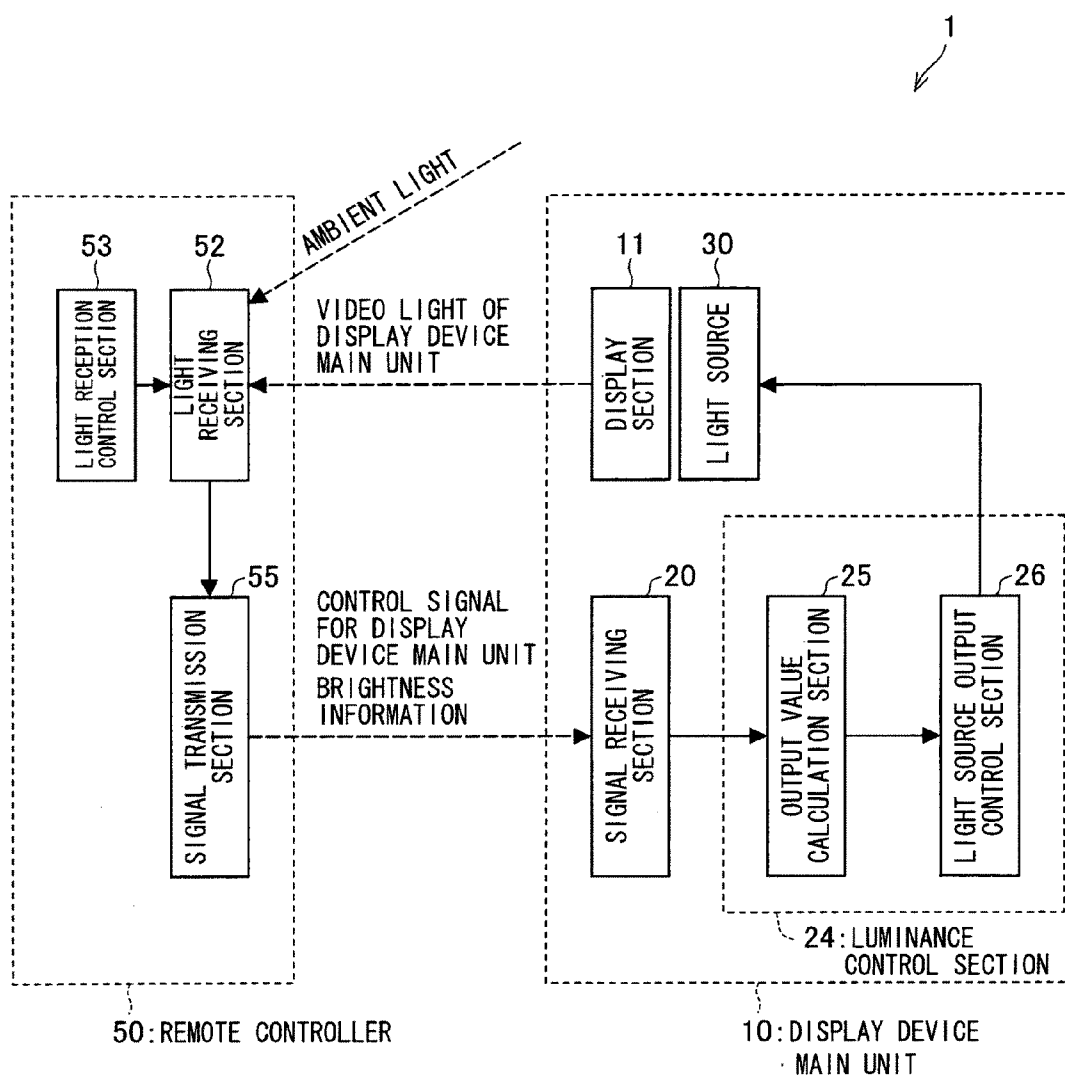 1
AMBIENT LIGHT
53
52
11
30
LIGHT RECEPTION
CONTROL SECTION
LIGHT
RECEIVING
SECTION
VIDEO LIGHT OF
DISPLAY DEVICE
MAIN UNIT
DISPLAY
SECTION
LIGHT SOURCE
55
20
25
26
SIGNAL TRANSMISSION
SECTION
CONTROL SIGNAL
FOR DISPLAY
DEVICE MAIN UNIT
BRIGHTNESS
INFORMATION
SIGNAL RECEIVING
SECTION
OUTPUT VALUE
CALCULATION SECTION
LIGHT SOURCE OUTPUT
CONTROL SECTION
24:LUMINANCE
CONTROL SECTION
50:REMOTE CONTROLLER
10:DISPLAY DEVICE
MAIN UNIT